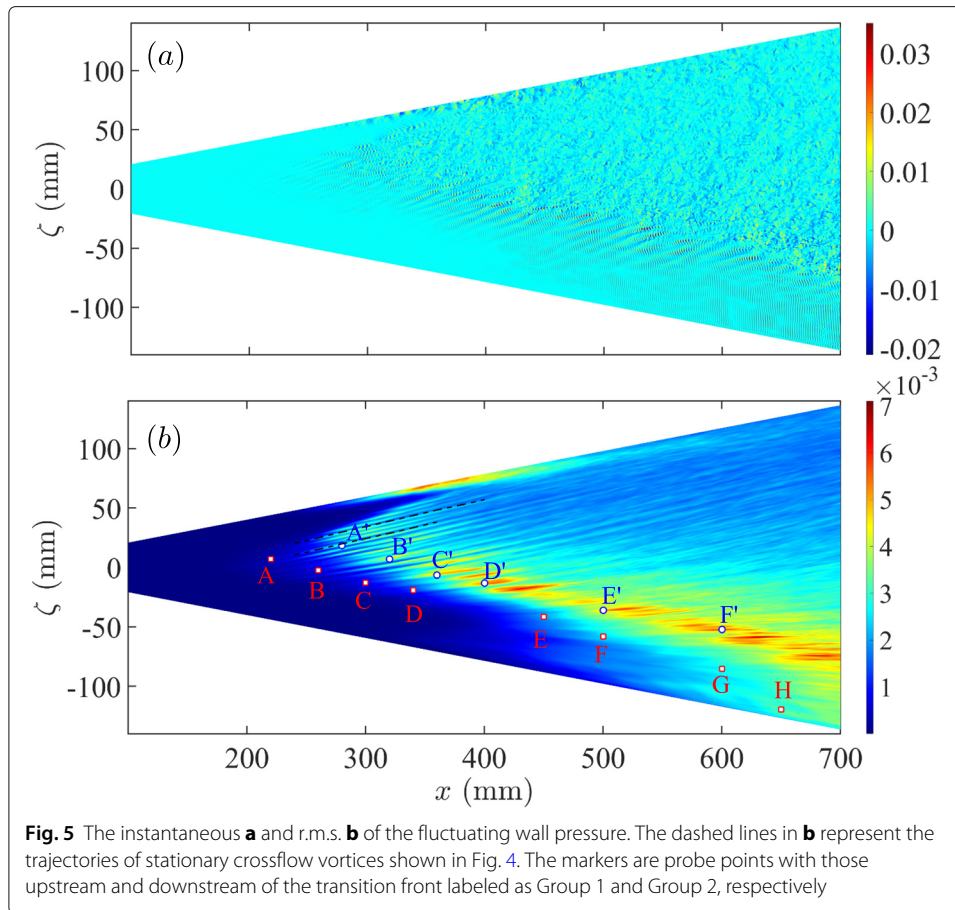 (a)
100
50
0
-50
-100
ζ (mm)
0.03
0.01
0
-0.01
-0.02
×10⁻³
(b)
100
50
0
-50
-100
ζ (mm)
7
6
5
4
3
2
1
A'
B'
C'
D'
E'
F'
A
B
C
D
E
F
G
H
200 300 400 500 600 700
x (mm)
Fig. 5 The instantaneous a and r.m.s. b of the fluctuating wall pressure. The dashed lines in b represent the
trajectories of stationary crossflow vortices shown in Fig. 4. The markers are probe points with those
upstream and downstream of the transition front labeled as Group 1 and Group 2, respectively